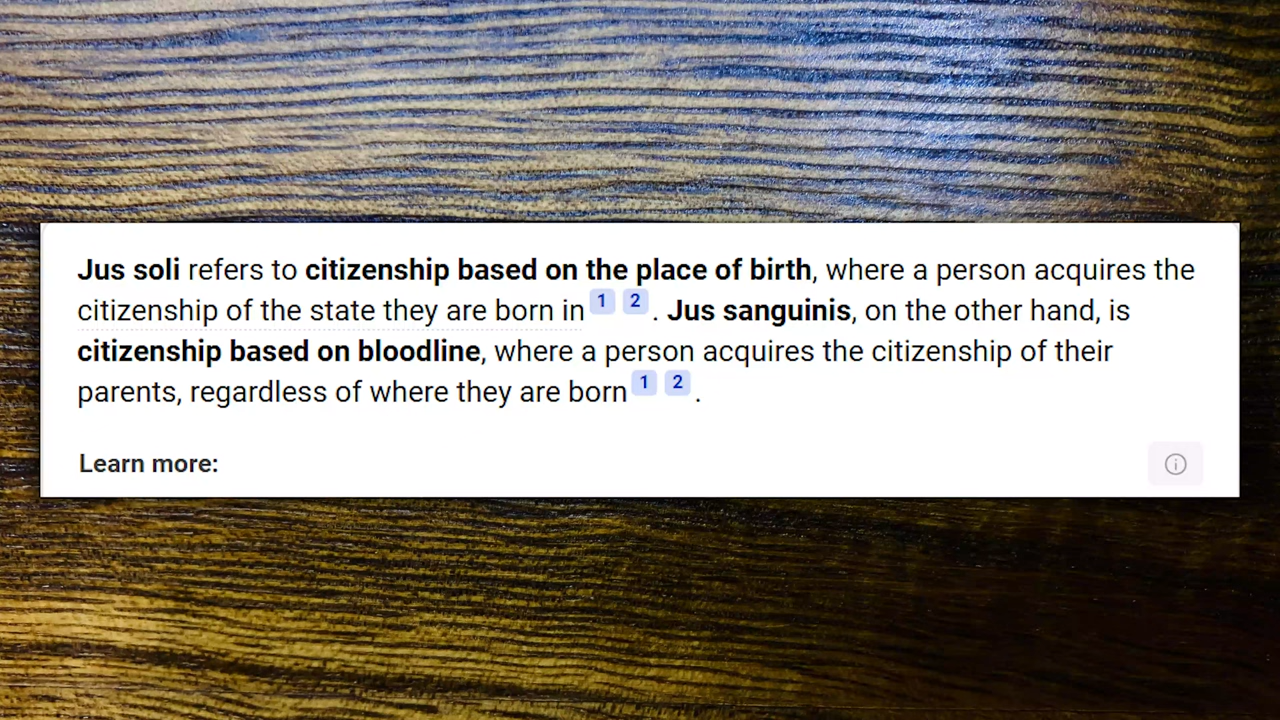 Jus soli refers to citizenship based on the place of birth, where a person acquires the
citizenship of the state they are born in 1 2 . Jus sanguinis, on the other hand, is
citizenship based on bloodline, where a person acquires the citizenship of their
parents, regardless of where they are born 1 2 .
Learn more: